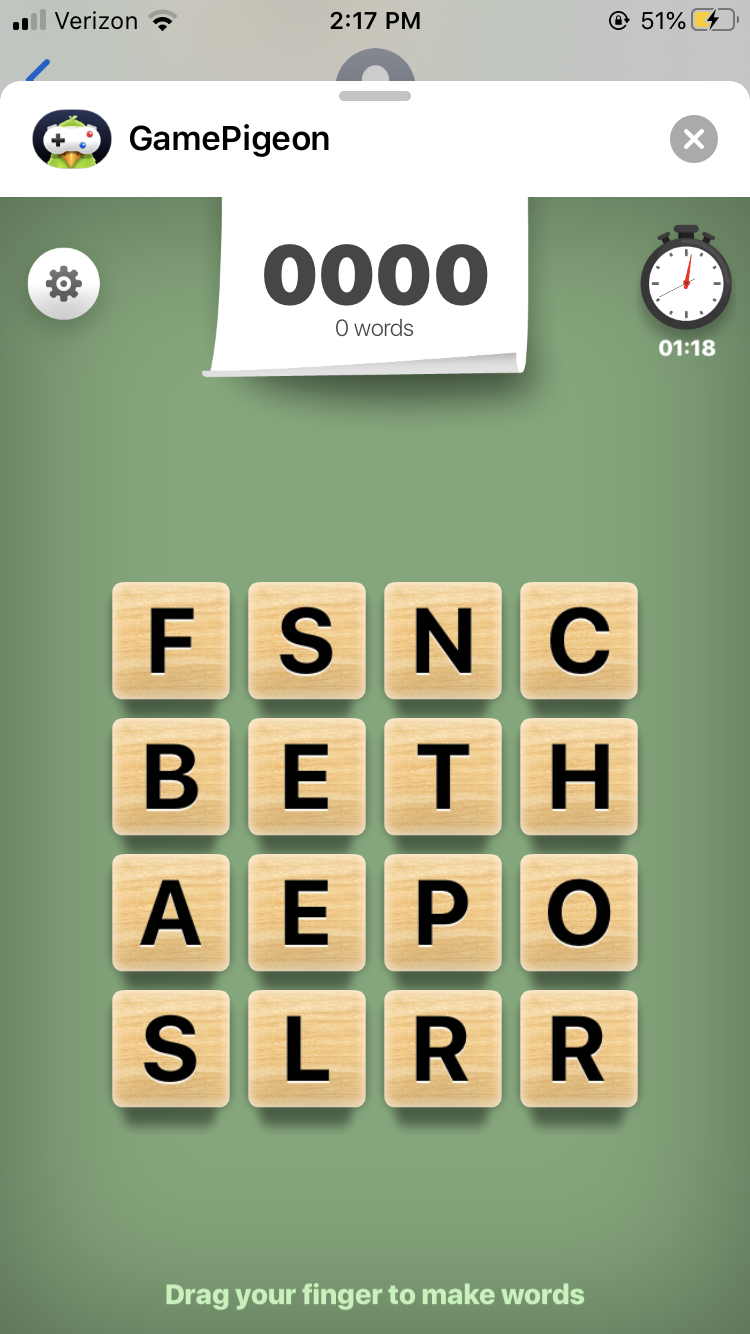 Verizon 2:17 PM 51%
GamePigeon
0000
0 words
01:18
F S N C
B E T H
A E P O
S L R R
Drag your finger to make words